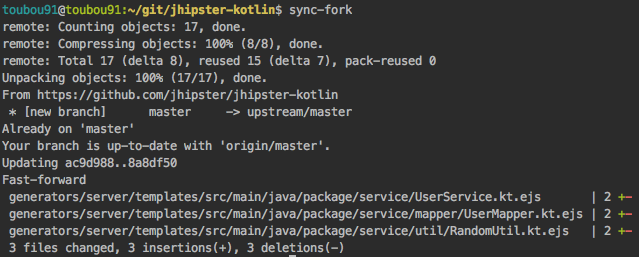 toubou91@toubou91:~/git/jhipster-kotlin$ sync-fork
remote: Counting objects: 17, done.
remote: Compressing objects: 100% (8/8), done.
remote: Total 17 (delta 8), reused 15 (delta 7), pack-reused 0
Unpacking objects: 100% (17/17), done.
From https://github.com/jhipster/jhipster-kotlin
 * [new branch]      master     -> upstream/master
Already on 'master'
Your branch is up-to-date with 'origin/master'.
Updating ac9d988..8a8df50
Fast-forward
 generators/server/templates/src/main/java/package/service/UserService.kt.ejs       | 2 +-
 generators/server/templates/src/main/java/package/service/mapper/UserMapper.kt.ejs | 2 +-
 generators/server/templates/src/main/java/package/service/util/RandomUtil.kt.ejs   | 2 +-
 3 files changed, 3 insertions(+), 3 deletions(-)